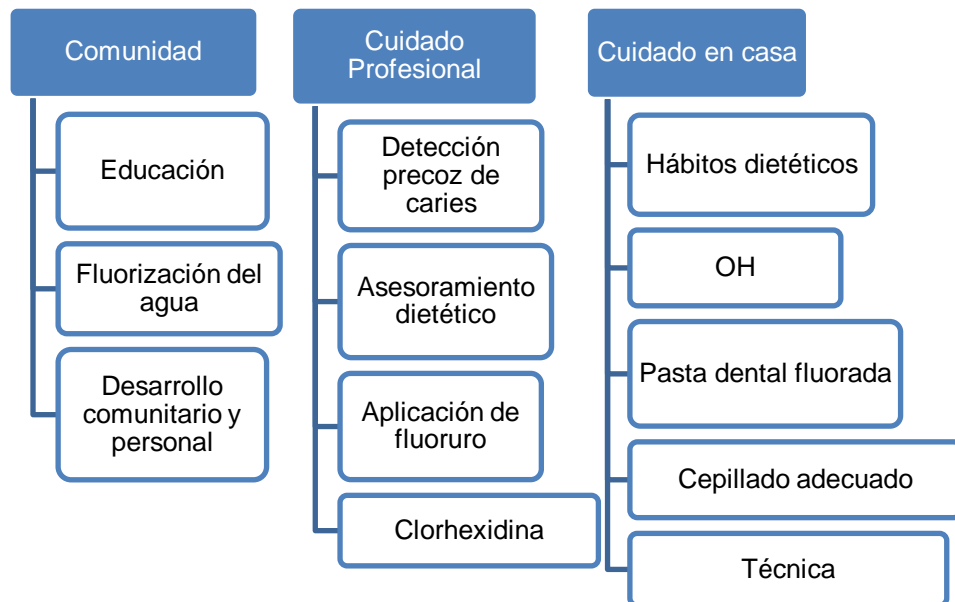 Comunidad
Educación
Fluorización del
agua
Desarrollo
comunitario y
personal
Cuidado
Profesional
Detección
precoz de
caries
Asesoramiento
dietético
Aplicación de
fluoruro
Clorhexidina
Cuidado en casa
Hábitos dietéticos
OH
Pasta dental fluorada
Cepillado adecuado
Técnica